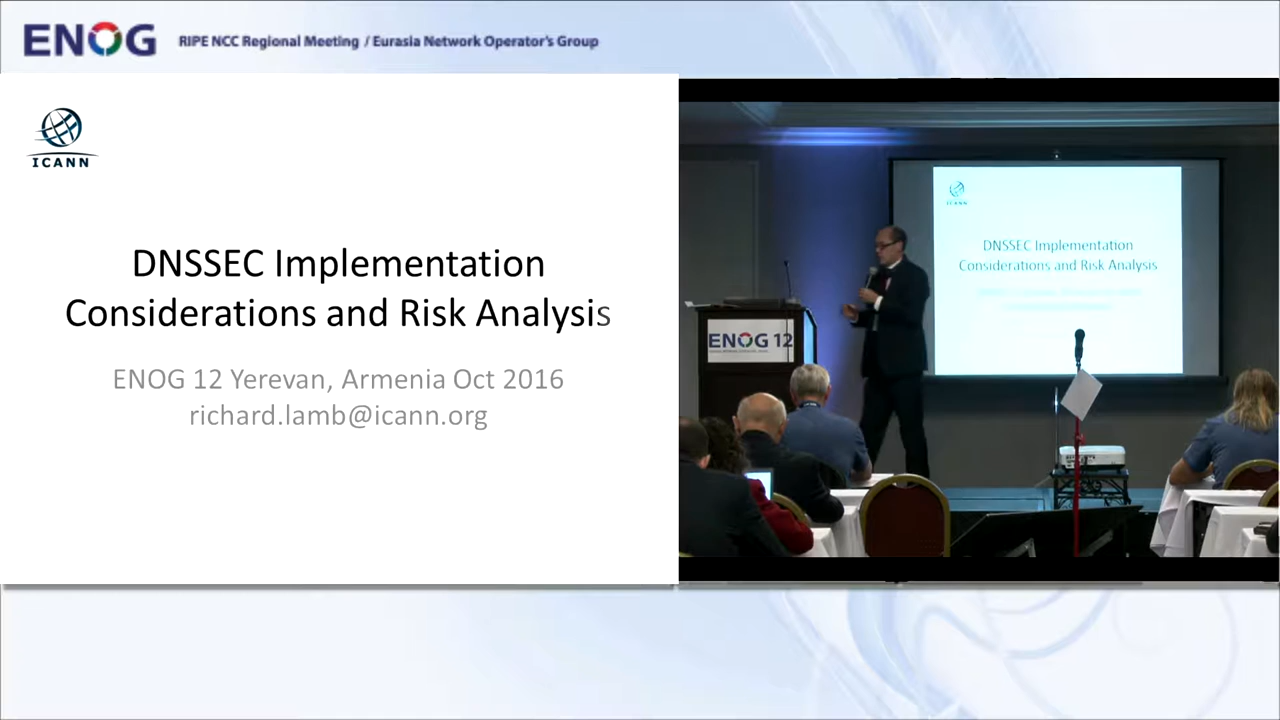 ENOG
RIPE NCC Regional Meeting / Eurasia Network Operator's Group
ICANN
DNSSEC Implementation
Considerations and Risk Analysis
ENOG 12 Yerevan, Armenia Oct 2016
richard.lamb@icann.org
ICANN
DNSSEC Implementation
Considerations and Risk Analysis
ENOG 12